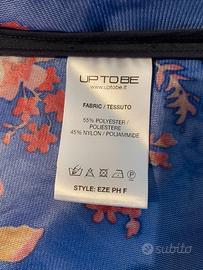 UP TO BE
www.uptobe.it
FABRIC / TESSUTO
55% POLYESTER /
POLIESTERE
45% NYLON / POLIAMMIDE
STYLE: EZE PH F
subito